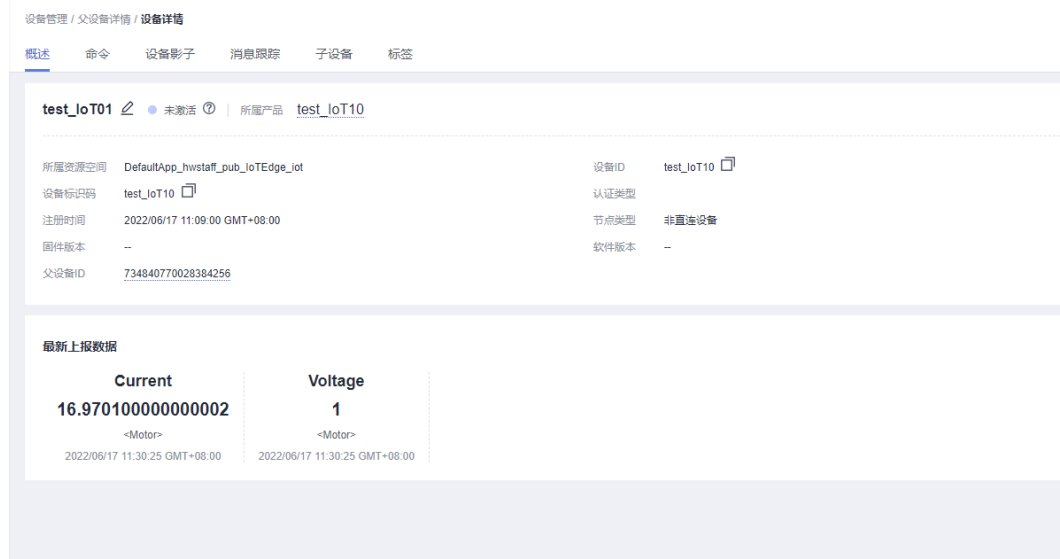 设备管理 / 父设备详情 / 设备详情
概述 命令 设备影子 消息跟踪 子设备 标签
test_IoT01 未激活 所属产品 test_IoT10
所属资源空间 DefaultApp_hwstaff_pub_IoTEdge_iot 设备ID test_IoT10
设备标识码 test_IoT10 认证类型
注册时间 2022/06/17 11:09:00 GMT+08:00 节点类型 非直连设备
固件版本 -- 软件版本 --
父设备ID 734840770028384256
最新上报数据
Current Voltage
16.970100000000002 1
<Motor> <Motor>
2022/06/17 11:30:25 GMT+08:00 2022/06/17 11:30:25 GMT+08:00